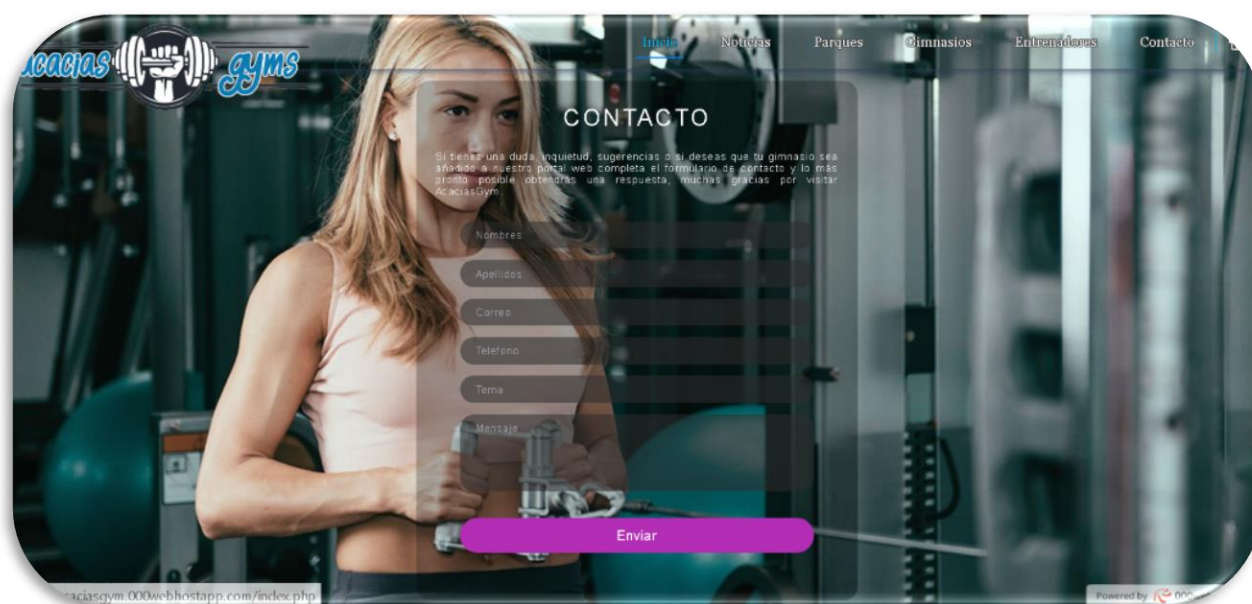 acacias gyms
Inicio Noticias Parques Gimnasios Entrenadores Contacto
CONTACTO
Si tienes una duda, inquietud, sugerencias o si deseas que tu gimnasio sea
añadido a nuestro portal web completa el formulario de contacto y lo más
pronto posible obtendrás una respuesta, muchas gracias por visitar
AcaciasGym.
Nombres
Apellidos
Correo
Telefono
Tema
Mensaje
Enviar
caciasgym.000webhostapp.com/index.php
Powered by 000